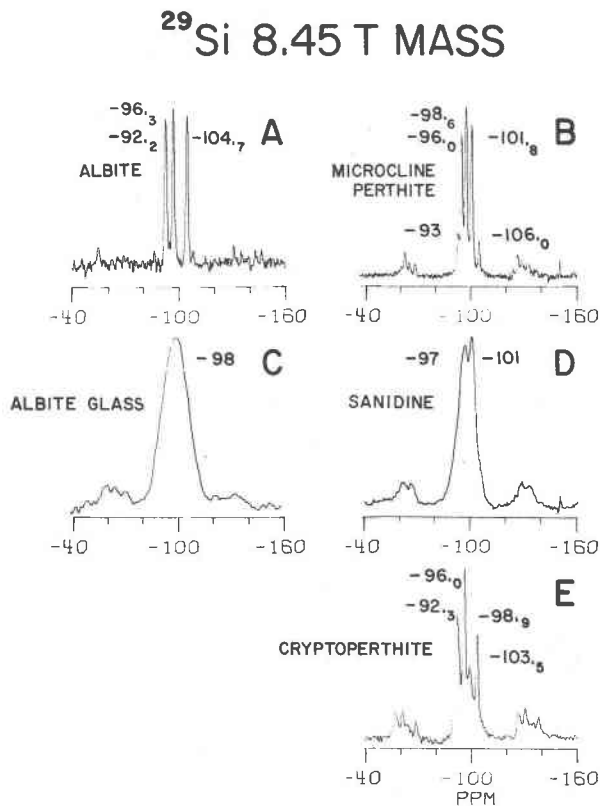 29Si 8.45 T MASS
-96.3
-92.2
-104.7
A
ALBITE
-40
-100
-160
-98.6
-96.0
-101.8
B
MICROCLINE
PERTHITE
-93
-106.0
-40
-100
-160
-98
C
ALBITE GLASS
-40
-100
-160
-97
-101
D
SANIDINE
-40
-100
-160
-96.0
-92.3
-98.9
E
CRYPTOPERTHITE
-103.5
-40
-100
-160
PPM